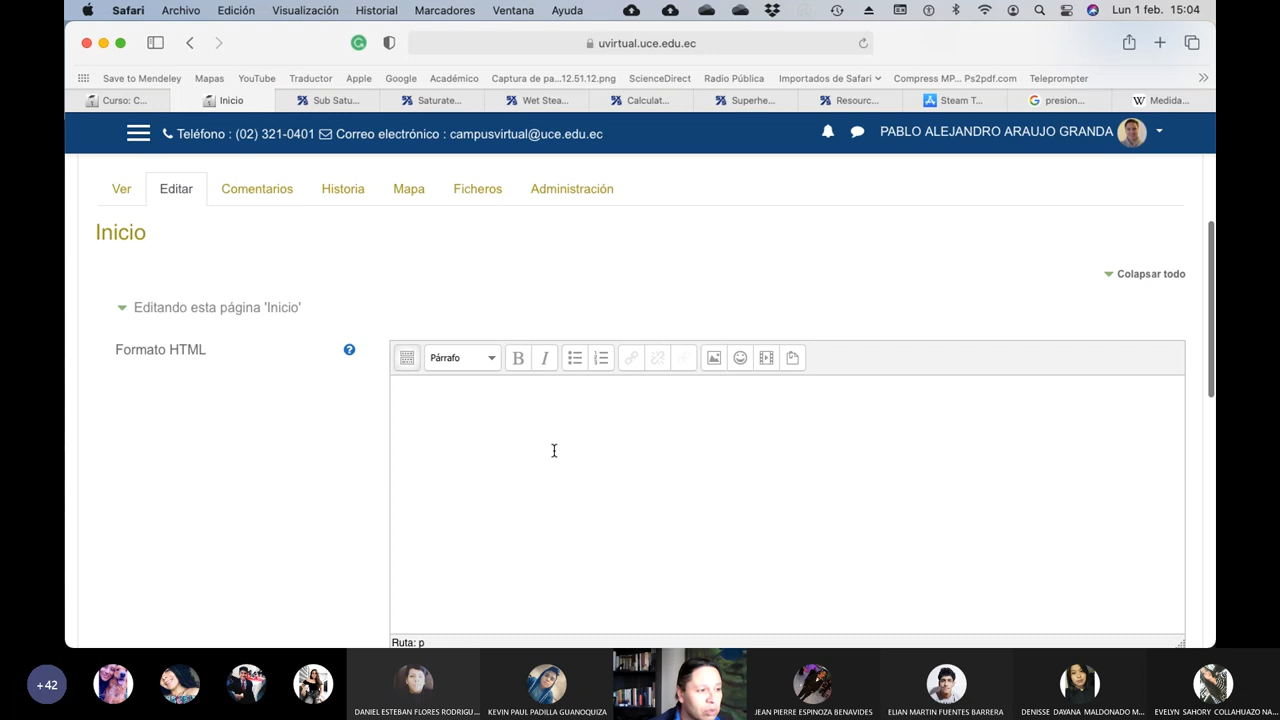 Safari Archivo Edición Visualización Historial Marcadores Ventana Ayuda Lun 1 feb. 15:04
uvirtual.uce.edu.ec
Save to Mendeley Mapas YouTube Traductor Apple Google Académico Captura de pa...12.51.12.png ScienceDirect Radio Pública Importados de Safari Compress MP... Ps2pdf.com Teleprompter
Curso: C... Inicio Sub Satu... Saturate... Wet Stea... Calculat... Superhe... Resourc... Steam T... presion... Medida...
Teléfono : (02) 321-0401 Correo electrónico : campusvirtual@uce.edu.ec PABLO ALEJANDRO ARAUJO GRANDA
Ver Editar Comentarios Historia Mapa Ficheros Administración
Inicio
Colapsar todo
Editando esta página 'Inicio'
Formato HTML
Párrafo B I
Ruta: p
+42
DANIEL ESTEBAN FLORES RODRIGU... KEVIN PAUL PADILLA GUANOQUIZA JEAN PIERRE ESPINOZA BENAVIDES ELIAN MARTIN FUENTES BARRERA DENISSE DAYANA MALDONADO M... EVELYN SAHORY COLLAHUAZO NA...